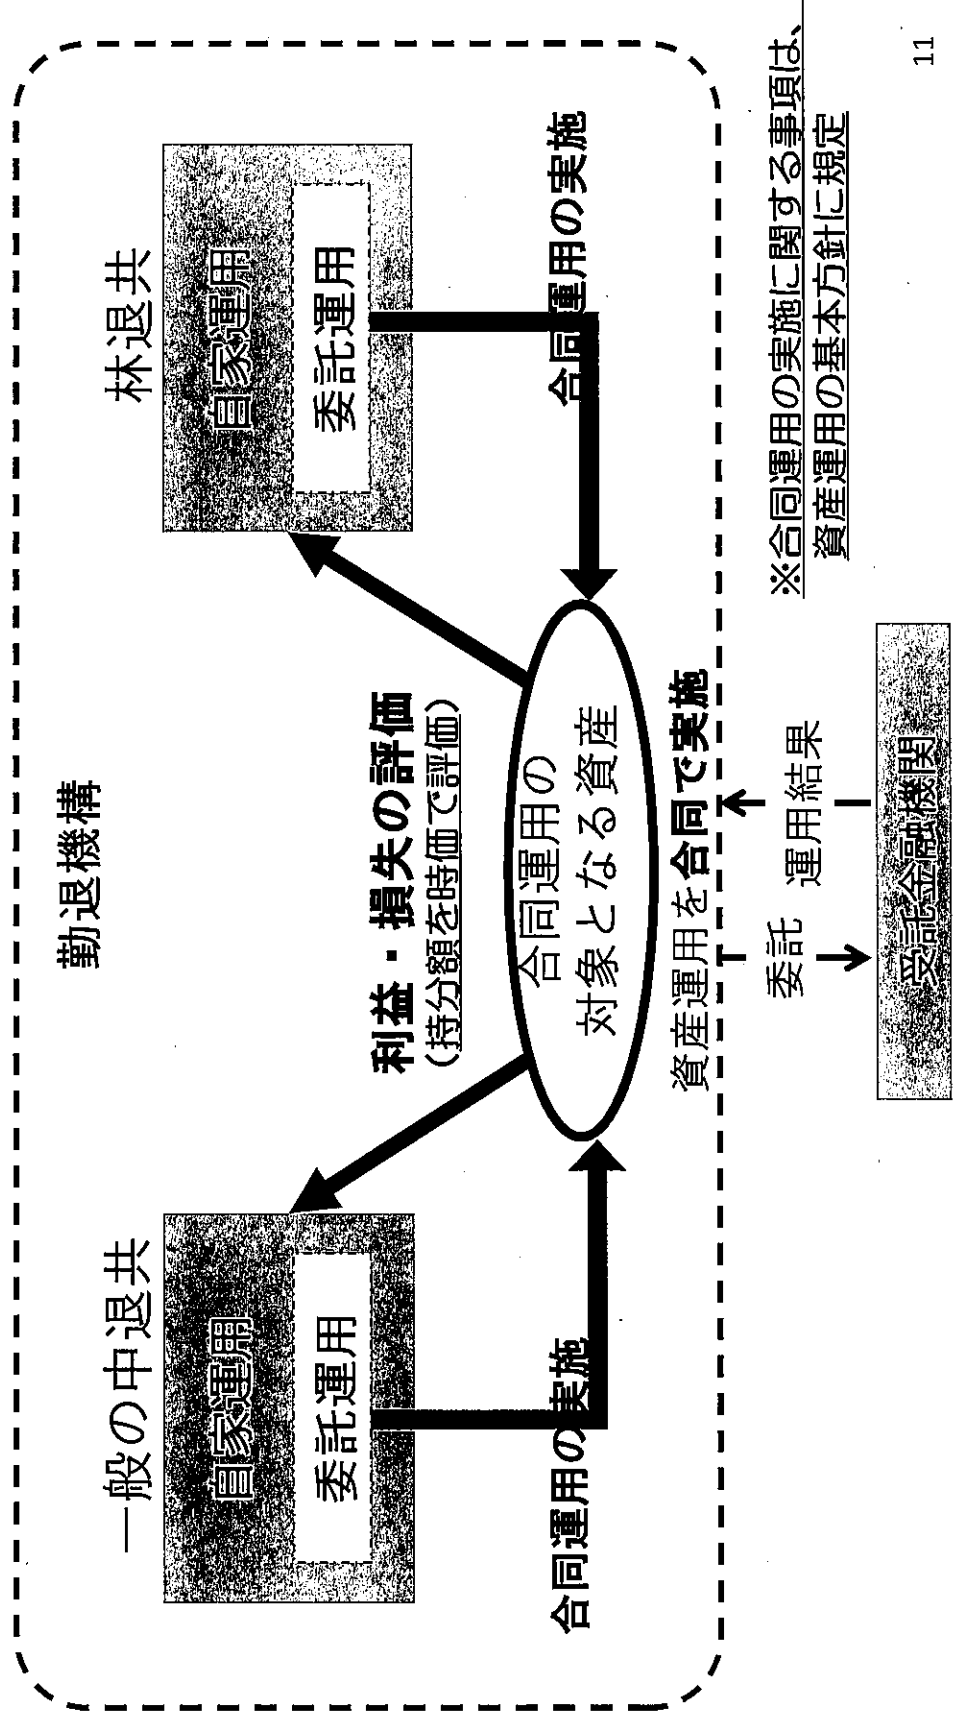 勤退機構
一般の中退共
自家運用
委託運用
林退共
自家運用
委託運用
利益・損失の評価
（持分額を時価で評価）
合同運用の実施
合同運用の実施
合同運用の
対象となる資産
資産運用を合同で実施
委託
運用結果
受託金融機関
※合同運用の実施に関する事項は、
資産運用の基本方針に規定
11